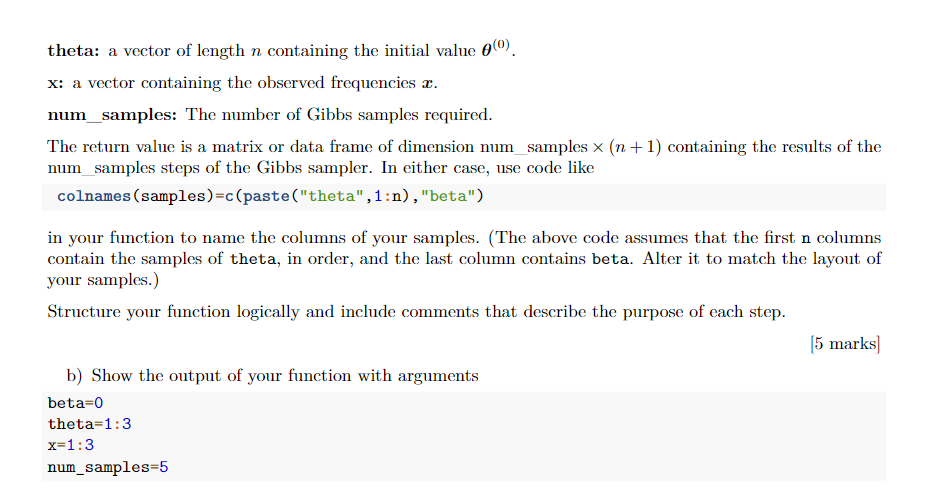 theta: a vector of length n containing the initial value θ⁽⁰⁾.
x: a vector containing the observed frequencies x.
num_samples: The number of Gibbs samples required.
The return value is a matrix or data frame of dimension num_samples × (n + 1) containing the results of the
num_samples steps of the Gibbs sampler. In either case, use code like
colnames(samples)=c(paste("theta",1:n),"beta")
in your function to name the columns of your samples. (The above code assumes that the first n columns
contain the samples of theta, in order, and the last column contains beta. Alter it to match the layout of
your samples.)
Structure your function logically and include comments that describe the purpose of each step.
[5 marks]
b) Show the output of your function with arguments
beta=0
theta=1:3
x=1:3
num_samples=5